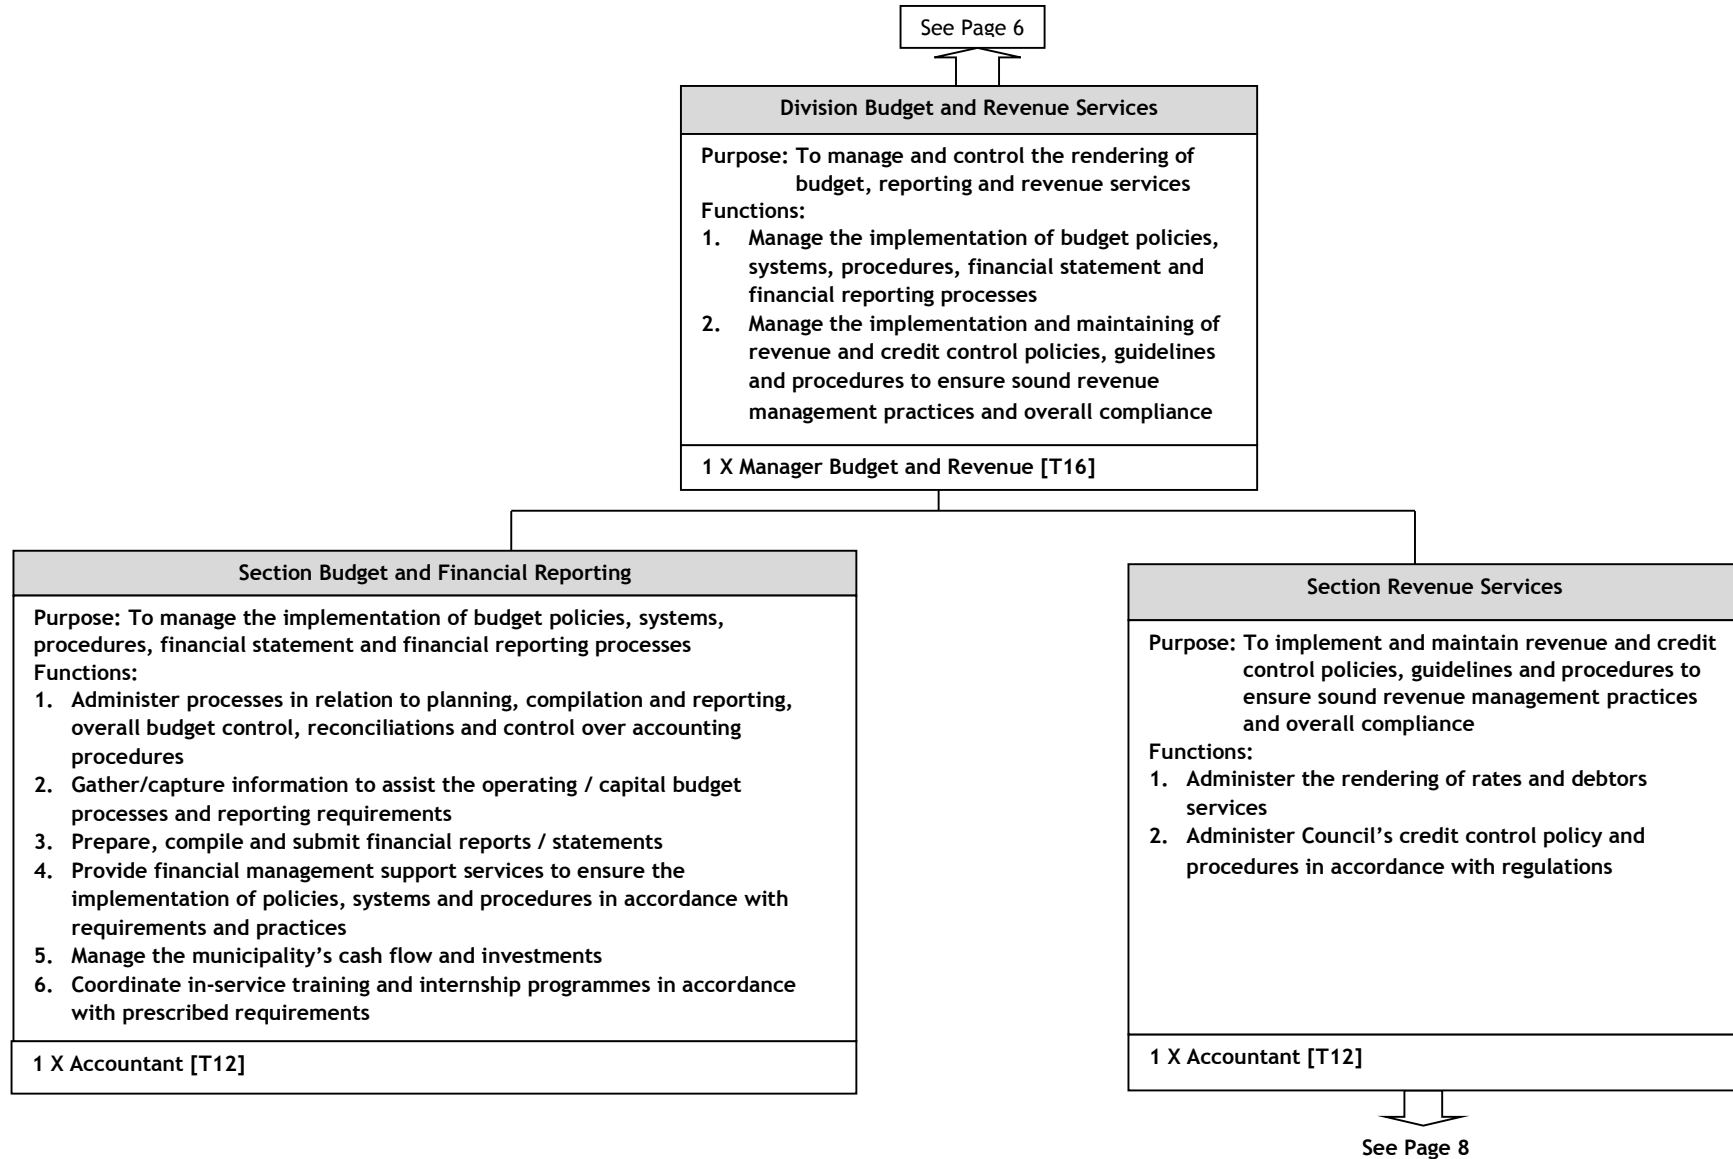 See Page 6
Division Budget and Revenue Services
Purpose: To manage and control the rendering of
budget, reporting and revenue services
Functions:
1. Manage the implementation of budget policies,
systems, procedures, financial statement and
financial reporting processes
2. Manage the implementation and maintaining of
revenue and credit control policies, guidelines
and procedures to ensure sound revenue
management practices and overall compliance
1 X Manager Budget and Revenue [T16]
Section Budget and Financial Reporting
Purpose: To manage the implementation of budget policies, systems,
procedures, financial statement and financial reporting processes
Functions:
1. Administer processes in relation to planning, compilation and reporting,
overall budget control, reconciliations and control over accounting
procedures
2. Gather/capture information to assist the operating / capital budget
processes and reporting requirements
3. Prepare, compile and submit financial reports / statements
4. Provide financial management support services to ensure the
implementation of policies, systems and procedures in accordance with
requirements and practices
5. Manage the municipality’s cash flow and investments
6. Coordinate in-service training and internship programmes in accordance
with prescribed requirements
1 X Accountant [T12]
Section Revenue Services
Purpose: To implement and maintain revenue and credit
control policies, guidelines and procedures to
ensure sound revenue management practices
and overall compliance
Functions:
1. Administer the rendering of rates and debtors
services
2. Administer Council’s credit control policy and
procedures in accordance with regulations
1 X Accountant [T12]
See Page 8